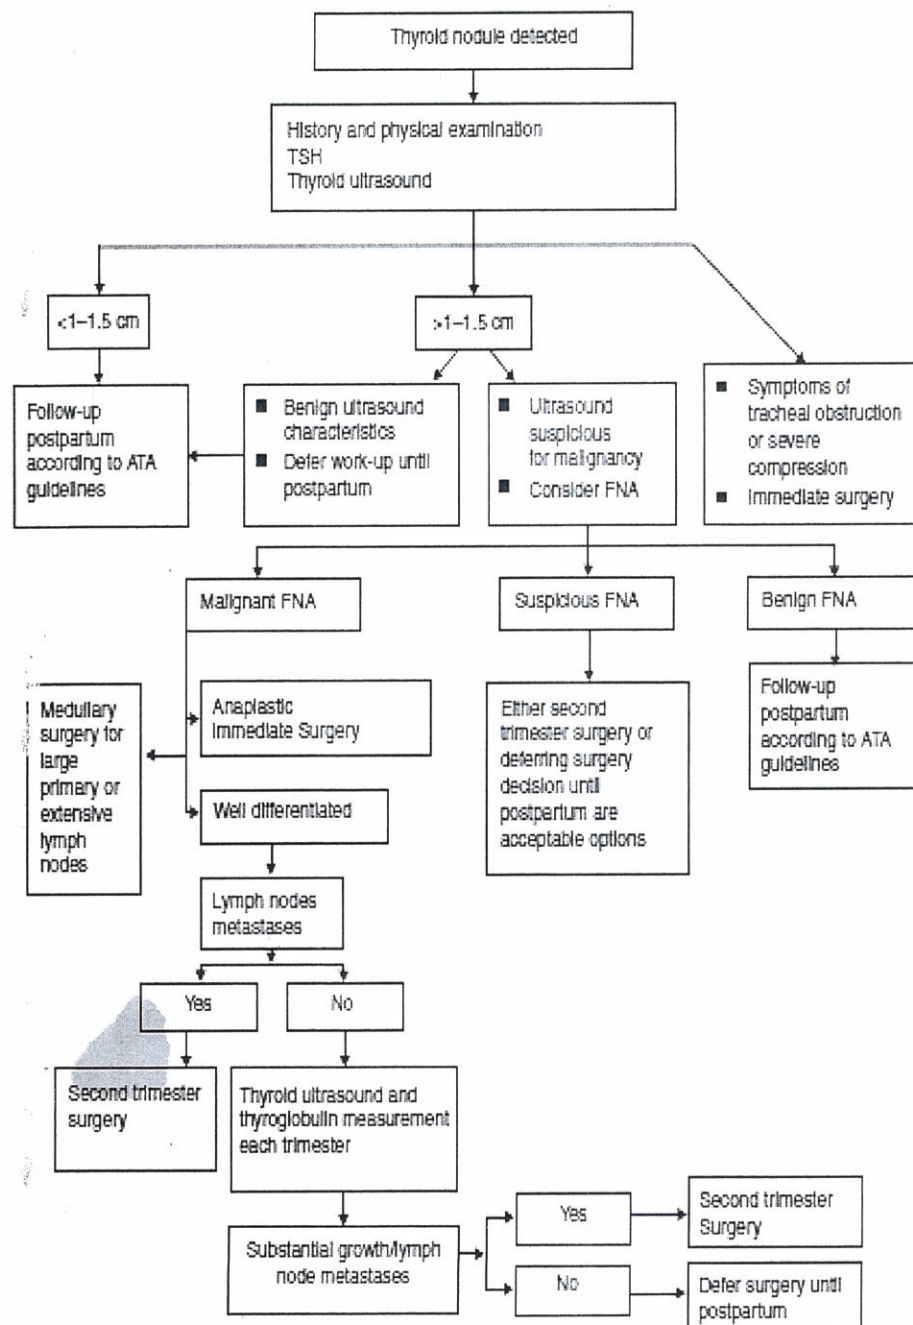 Thyroid nodule detected
History and physical examination
TSH
Thyroid ultrasound
<1–1.5 cm
>1–1.5 cm
Follow-up
postpartum
according to ATA
guidelines
Benign ultrasound
characteristics
Defer work-up until
postpartum
Ultrasound
suspicious
for malignancy
Consider FNA
Symptoms of
tracheal obstruction
or severe
compression
Immediate surgery
Malignant FNA
Suspicious FNA
Benign FNA
Medullary
surgery for
large
primary or
extensive
lymph
nodes
Anaplastic
Immediate Surgery
Well differentiated
Either second
trimester surgery or
deferring surgery
decision until
postpartum are
acceptable options
Follow-up
postpartum
according to ATA
guidelines
Lymph nodes
metastases
Yes
No
Second trimester
surgery
Thyroid ultrasound and
thyroglobulin measurement
each trimester
Substantial growth/lymph
node metastases
Yes
Second trimester
Surgery
No
Defer surgery until
postpartum